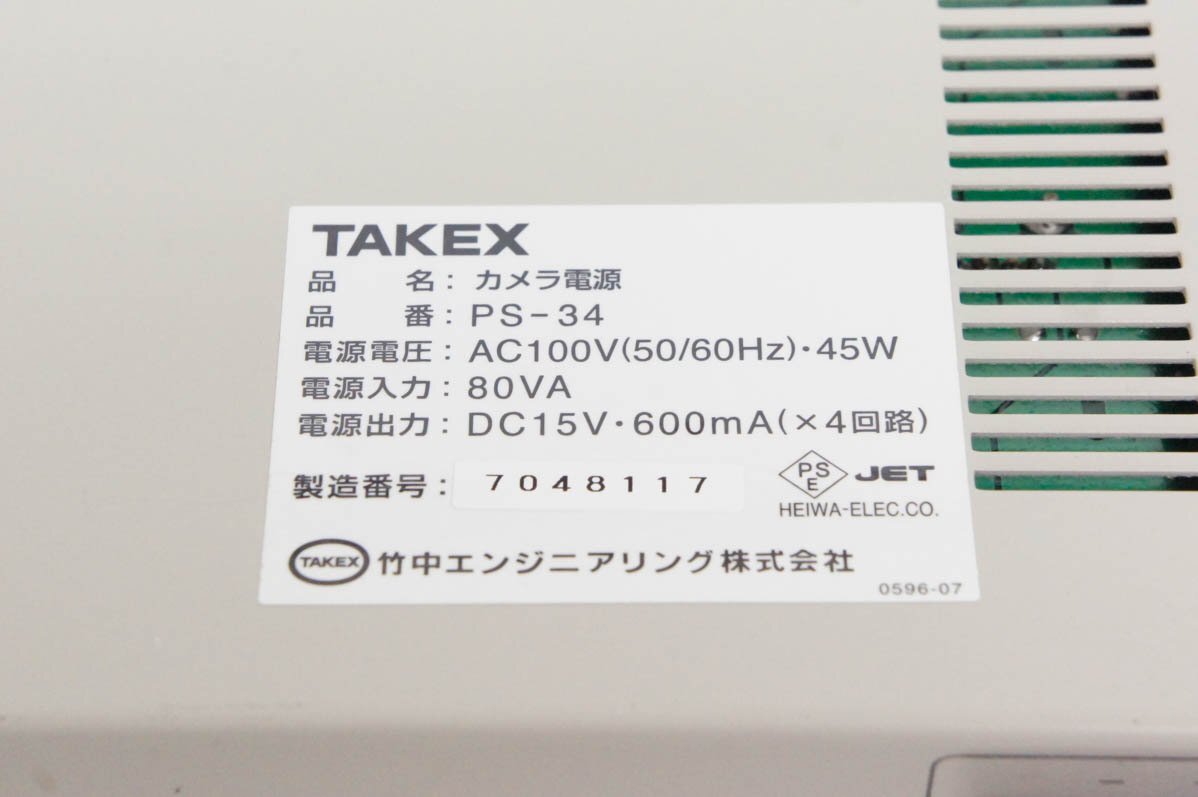 TAKEX
品 名: カメラ電源
品 番: PS-34
電源電圧: AC100V(50/60Hz)・45W
電源入力: 80VA
電源出力: DC15V・600mA(×4回路)
製造番号: 7048117
PS
E
JET
HEIWA-ELEC.CO.
TAKEX 竹中エンジニアリング株式会社
0596-07